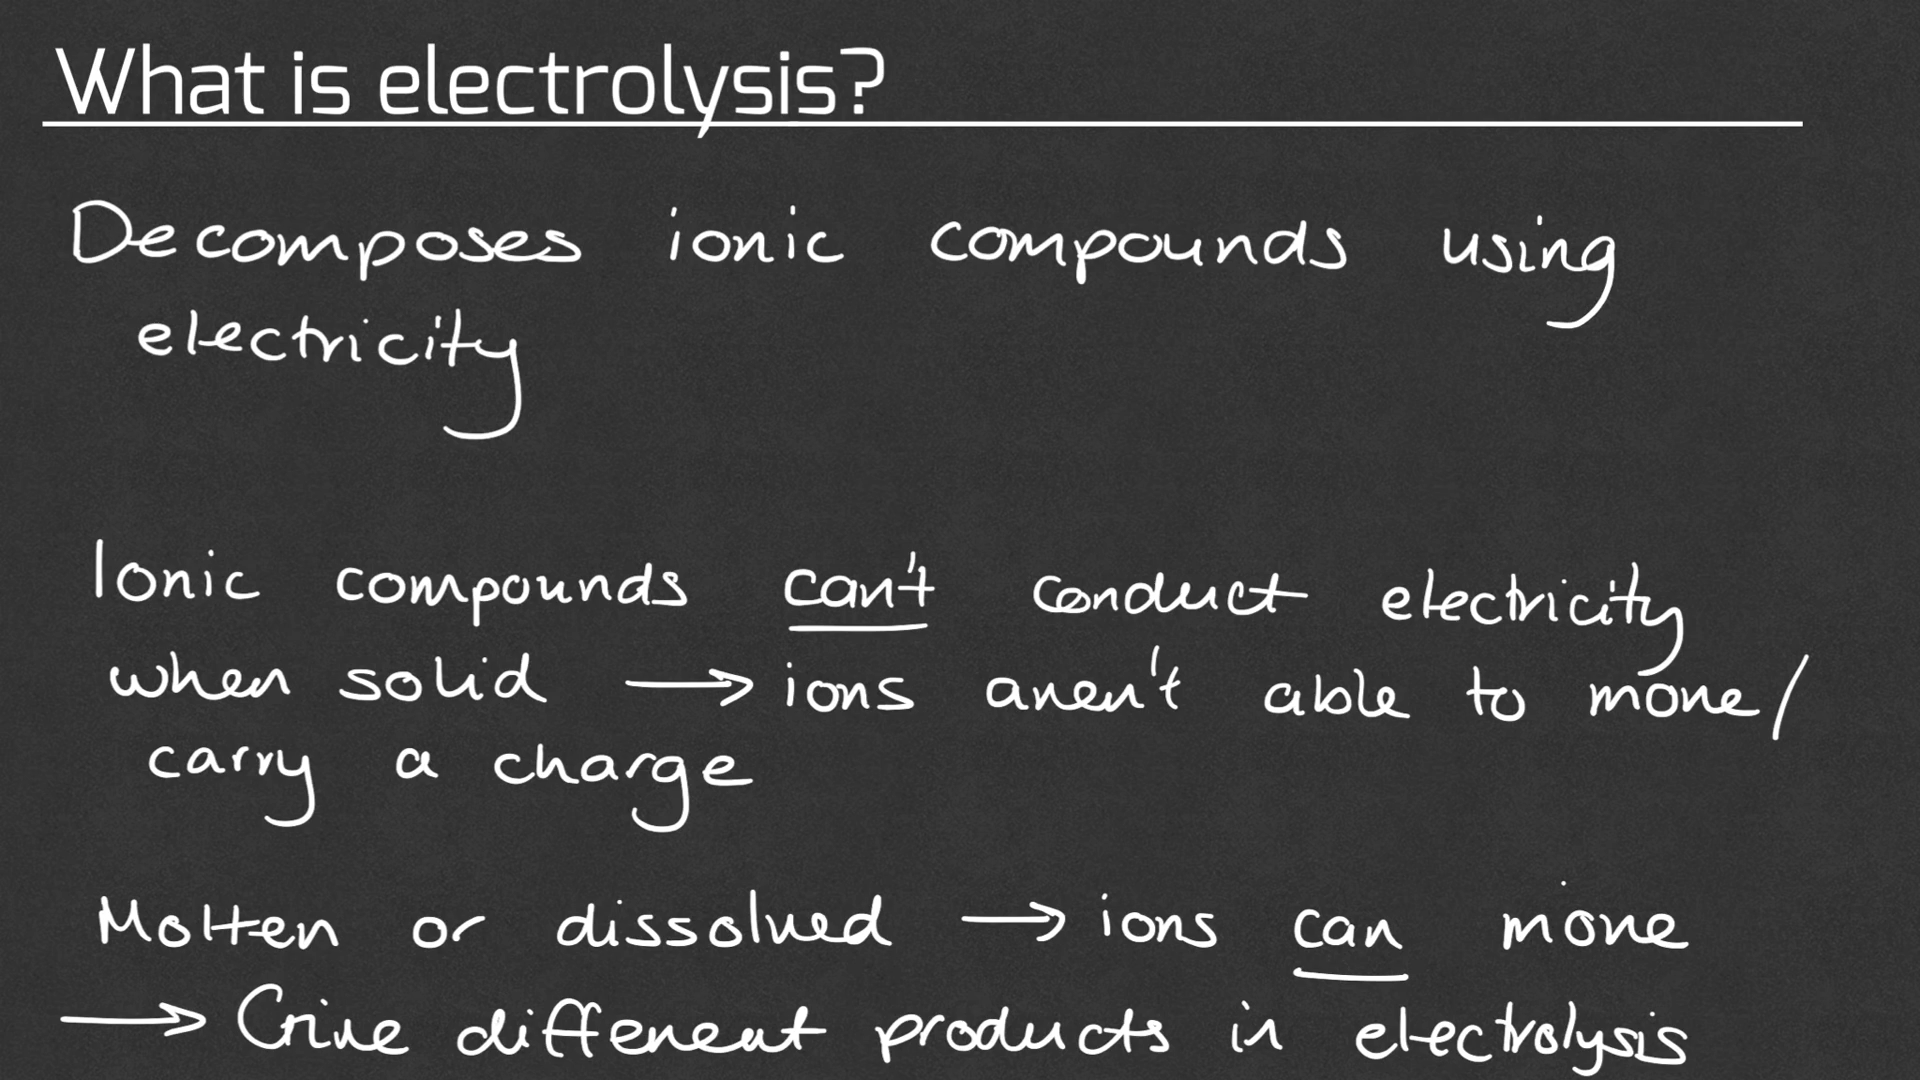 What is electrolysis?
Decomposes ionic compounds using
electricity
Ionic compounds can't conduct electricity
when solid → ions aren't able to move/
carry a charge
Molten or dissolved → ions can move
→ Give different products in electrolysis